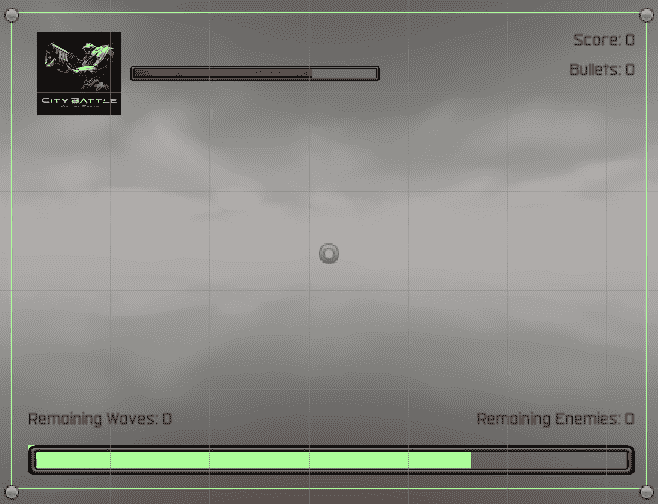 Score: 0
Bullets: 0
CITY BATTLE
Remaining Waves: 0
Remaining Enemies: 0